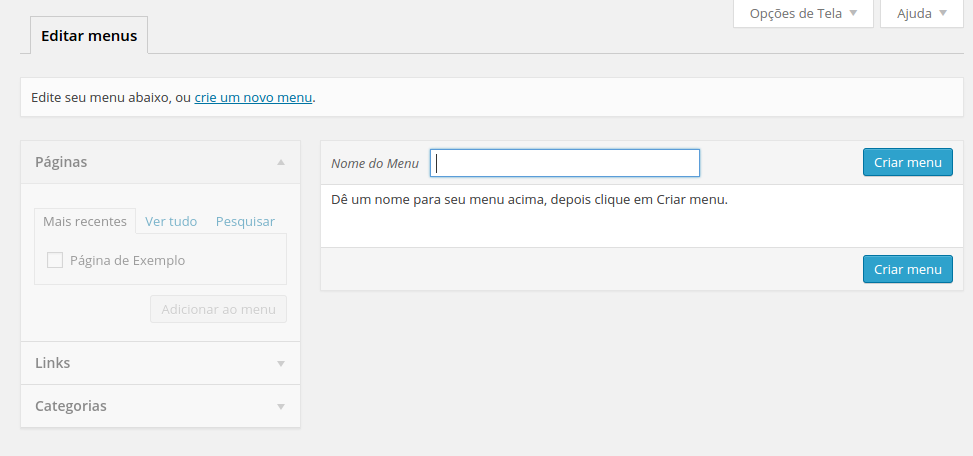 Opções de Tela
Ajuda
Editar menus
Edite seu menu abaixo, ou crie um novo menu.
Páginas
Mais recentes
Ver tudo
Pesquisar
Página de Exemplo
Adicionar ao menu
Links
Categorias
Nome do Menu
Criar menu
Dê um nome para seu menu acima, depois clique em Criar menu.
Criar menu